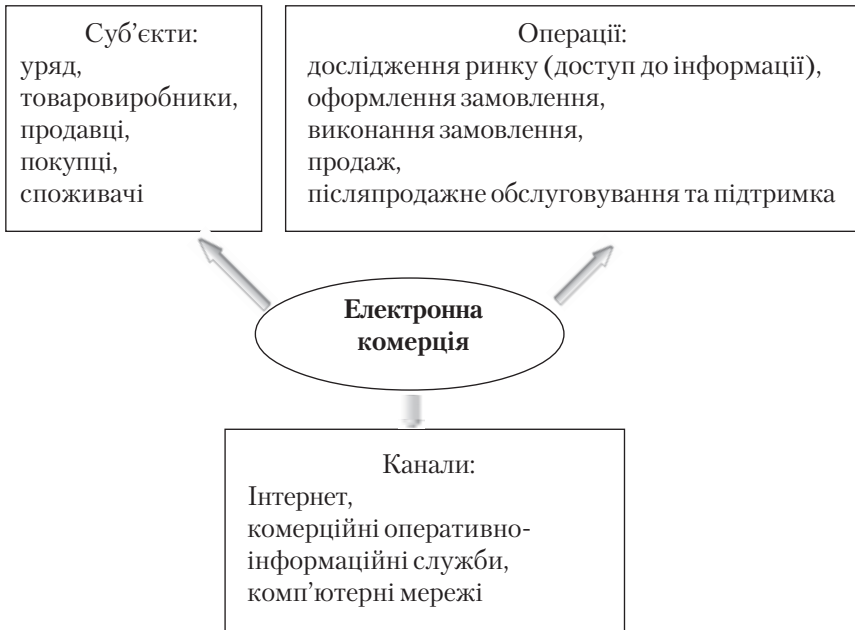 Суб’єкти:
уряд,
товаровиробники,
продавці,
покупці,
споживачі
Операції:
дослідження ринку (доступ до інформації),
оформлення замовлення,
виконання замовлення,
продаж,
післяпродажне обслуговування та підтримка
Електронна
комерція
Канали:
Інтернет,
комерційні оперативно-
інформаційні служби,
комп’ютерні мережі